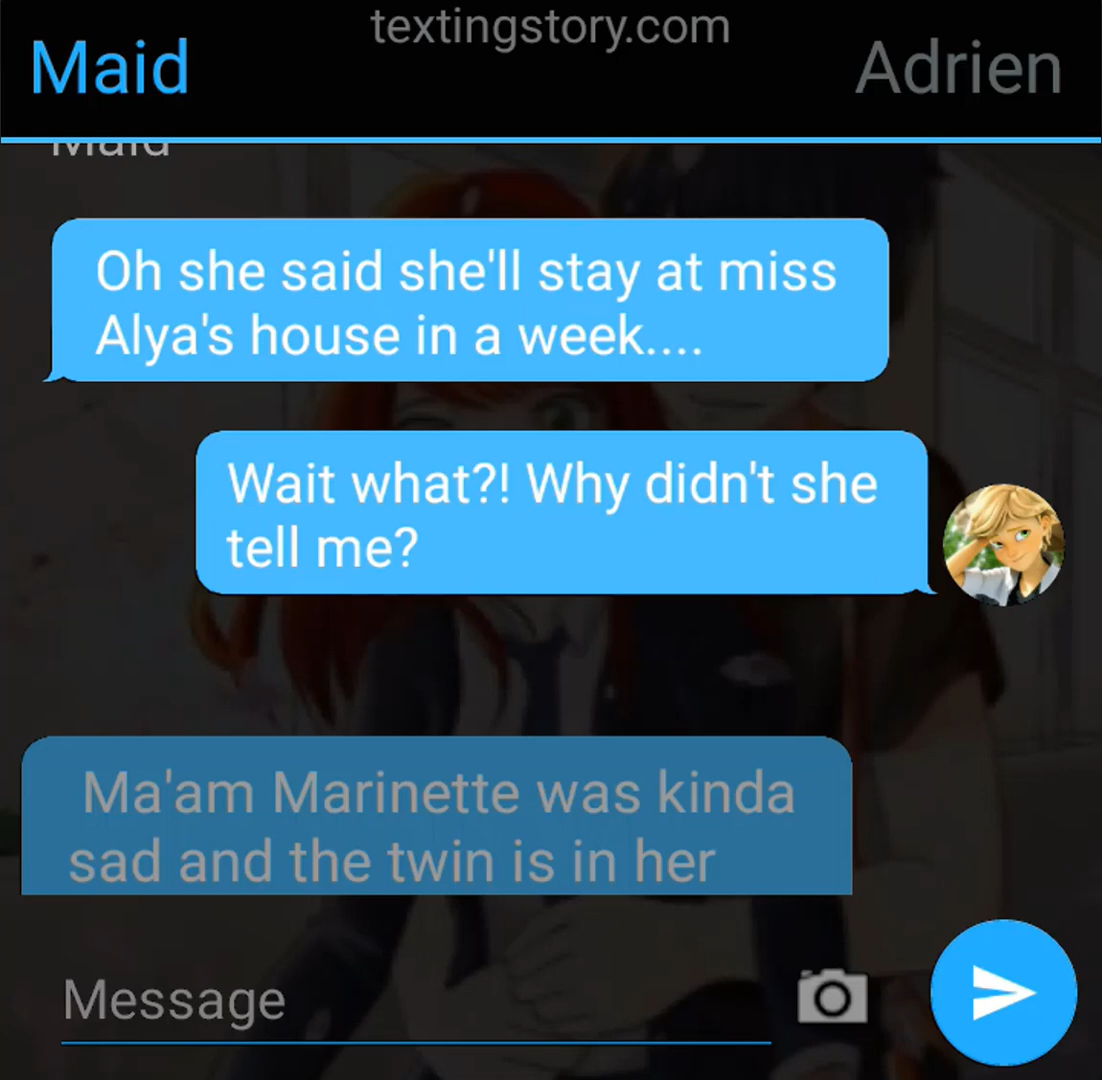 textingstory.com
Maid
Adrien
Maid
Oh she said she'll stay at miss
Alya's house in a week....
Wait what?! Why didn't she
tell me?
Ma'am Marinette was kinda
sad and the twin is in her
Message